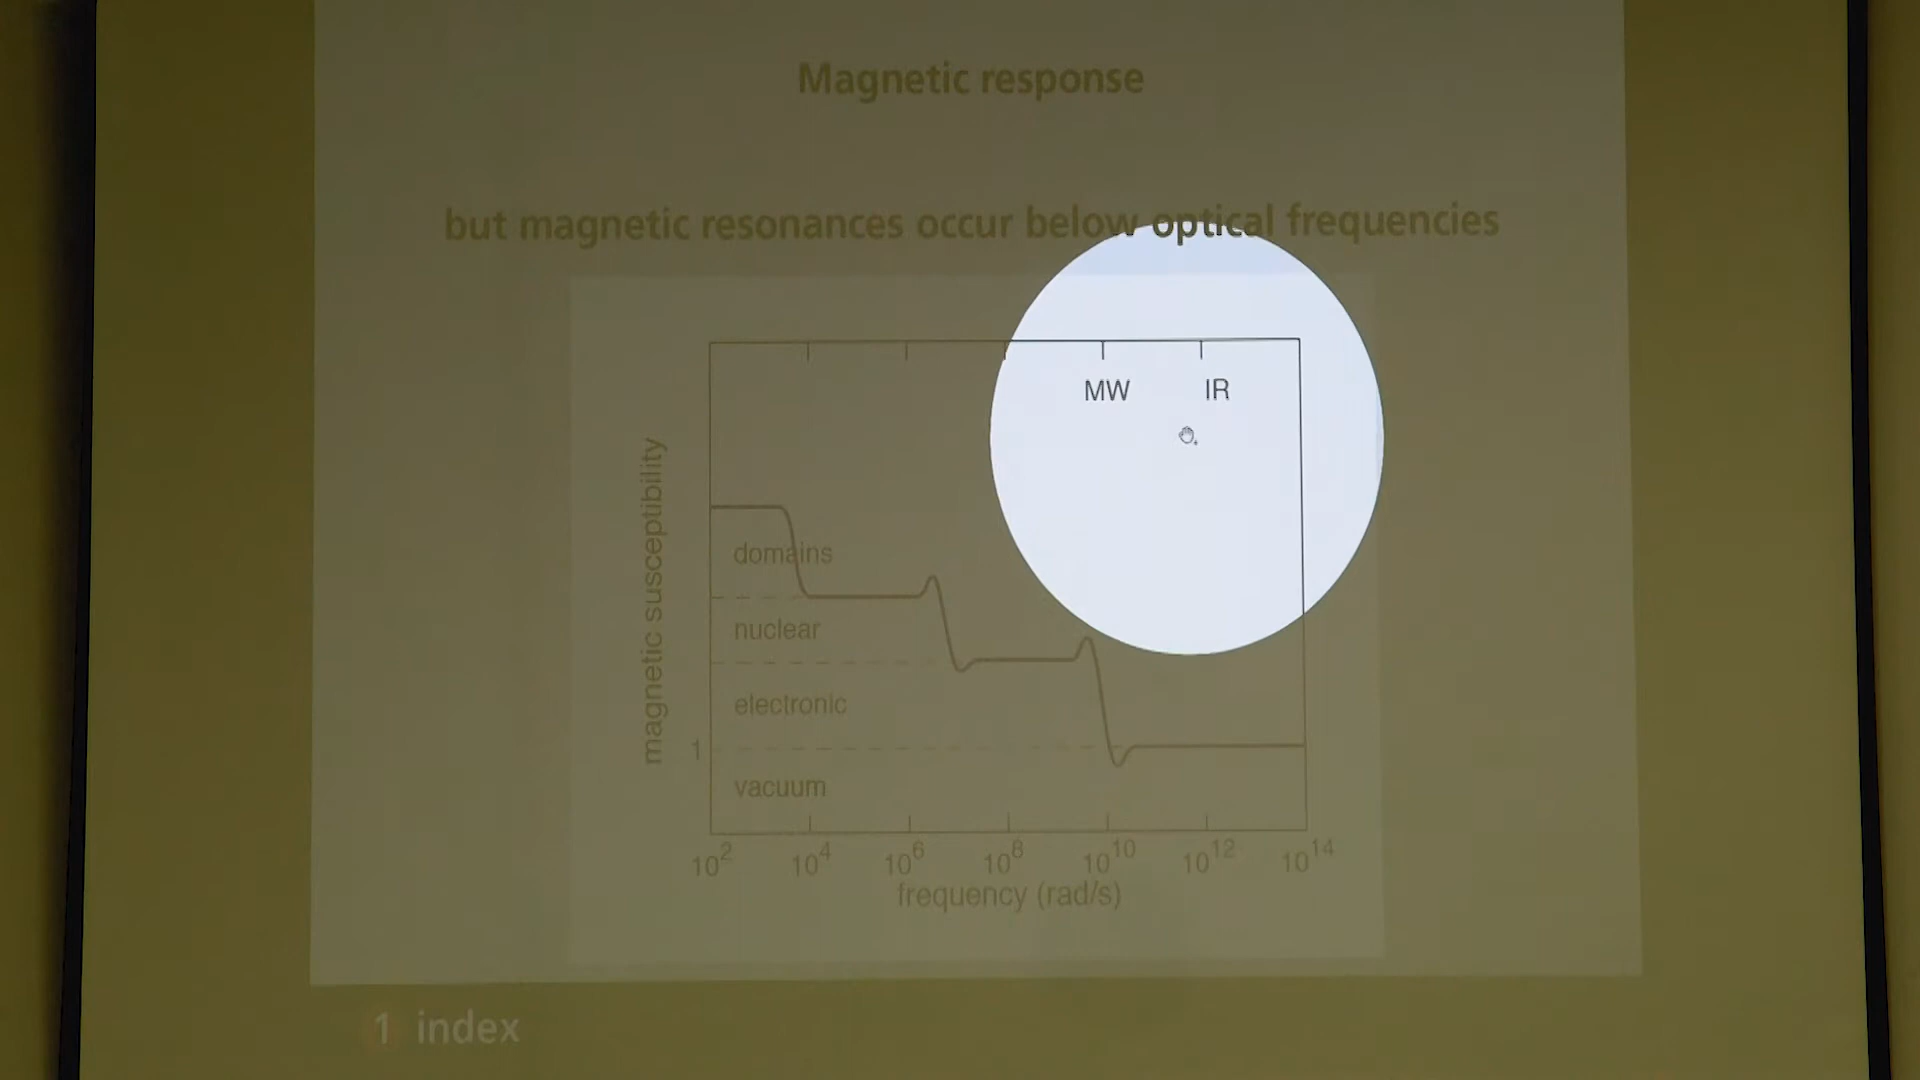 Magnetic response
but magnetic resonances occur below optical frequencies
MW IR
magnetic susceptibility
domains
nuclear
electronic
1
vacuum
10² 10⁴ 10⁶ 10⁸ 10¹⁰ 10¹² 10¹⁴
frequency (rad/s)
1 index